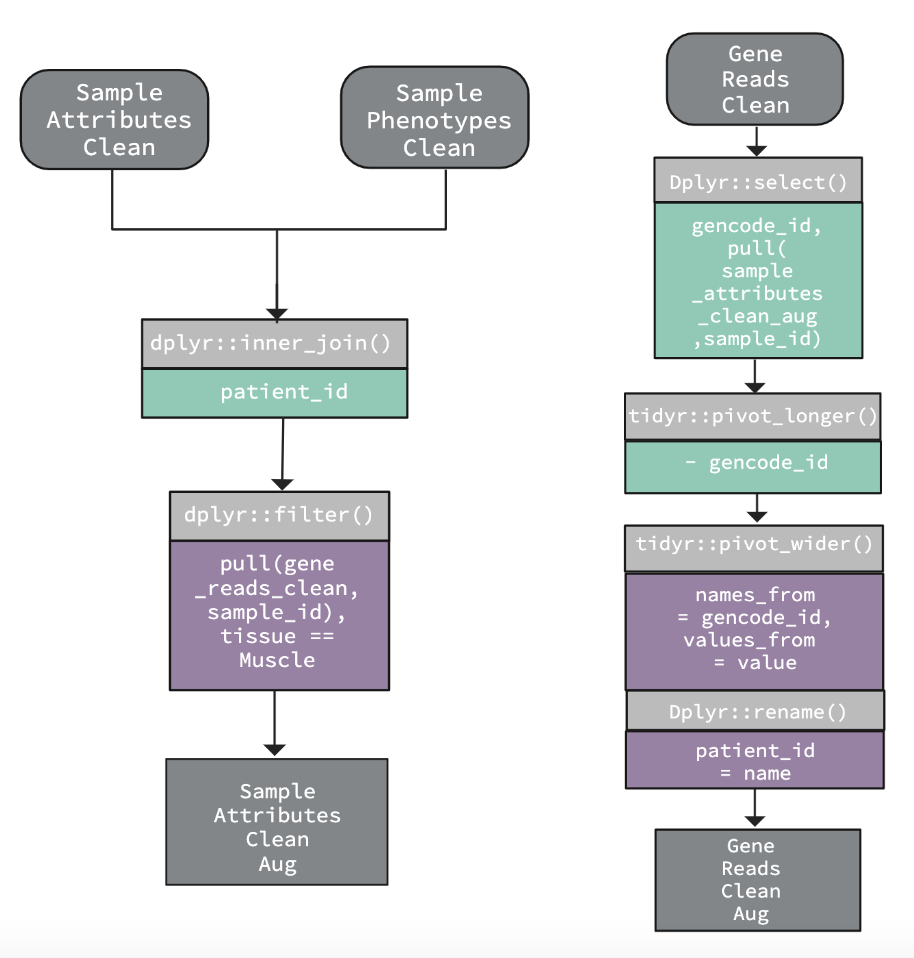 Sample
Attributes
Clean
Sample
Phenotypes
Clean
dplyr::inner_join()
patient_id
dplyr::filter()
pull(gene
_reads_clean,
sample_id),
tissue ==
Muscle
Sample
Attributes
Clean
Aug
Gene
Reads
Clean
Dplyr::select()
gencode_id,
pull(
sample
_attributes
_clean_aug
,sample_id)
tidyr::pivot_longer()
- gencode_id
tidyr::pivot_wider()
names_from
= gencode_id,
values_from
= value
Dplyr::rename()
patient_id
= name
Gene
Reads
Clean
Aug